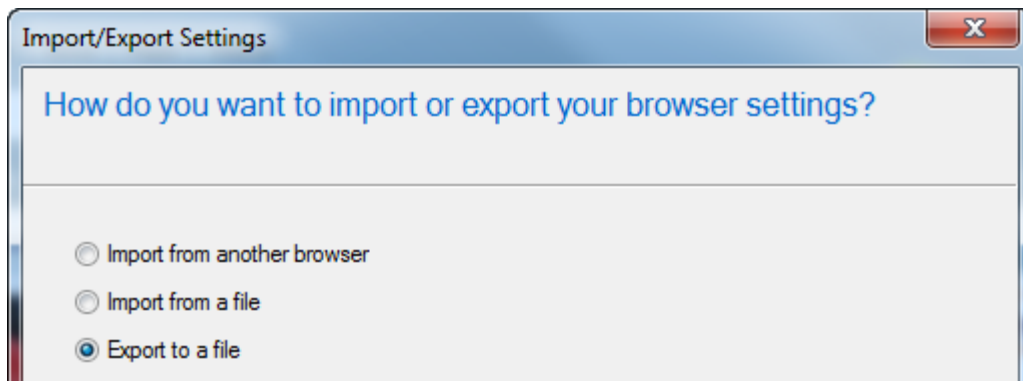 Import/Export Settings
How do you want to import or export your browser settings?
Import from another browser
Import from a file
Export to a file